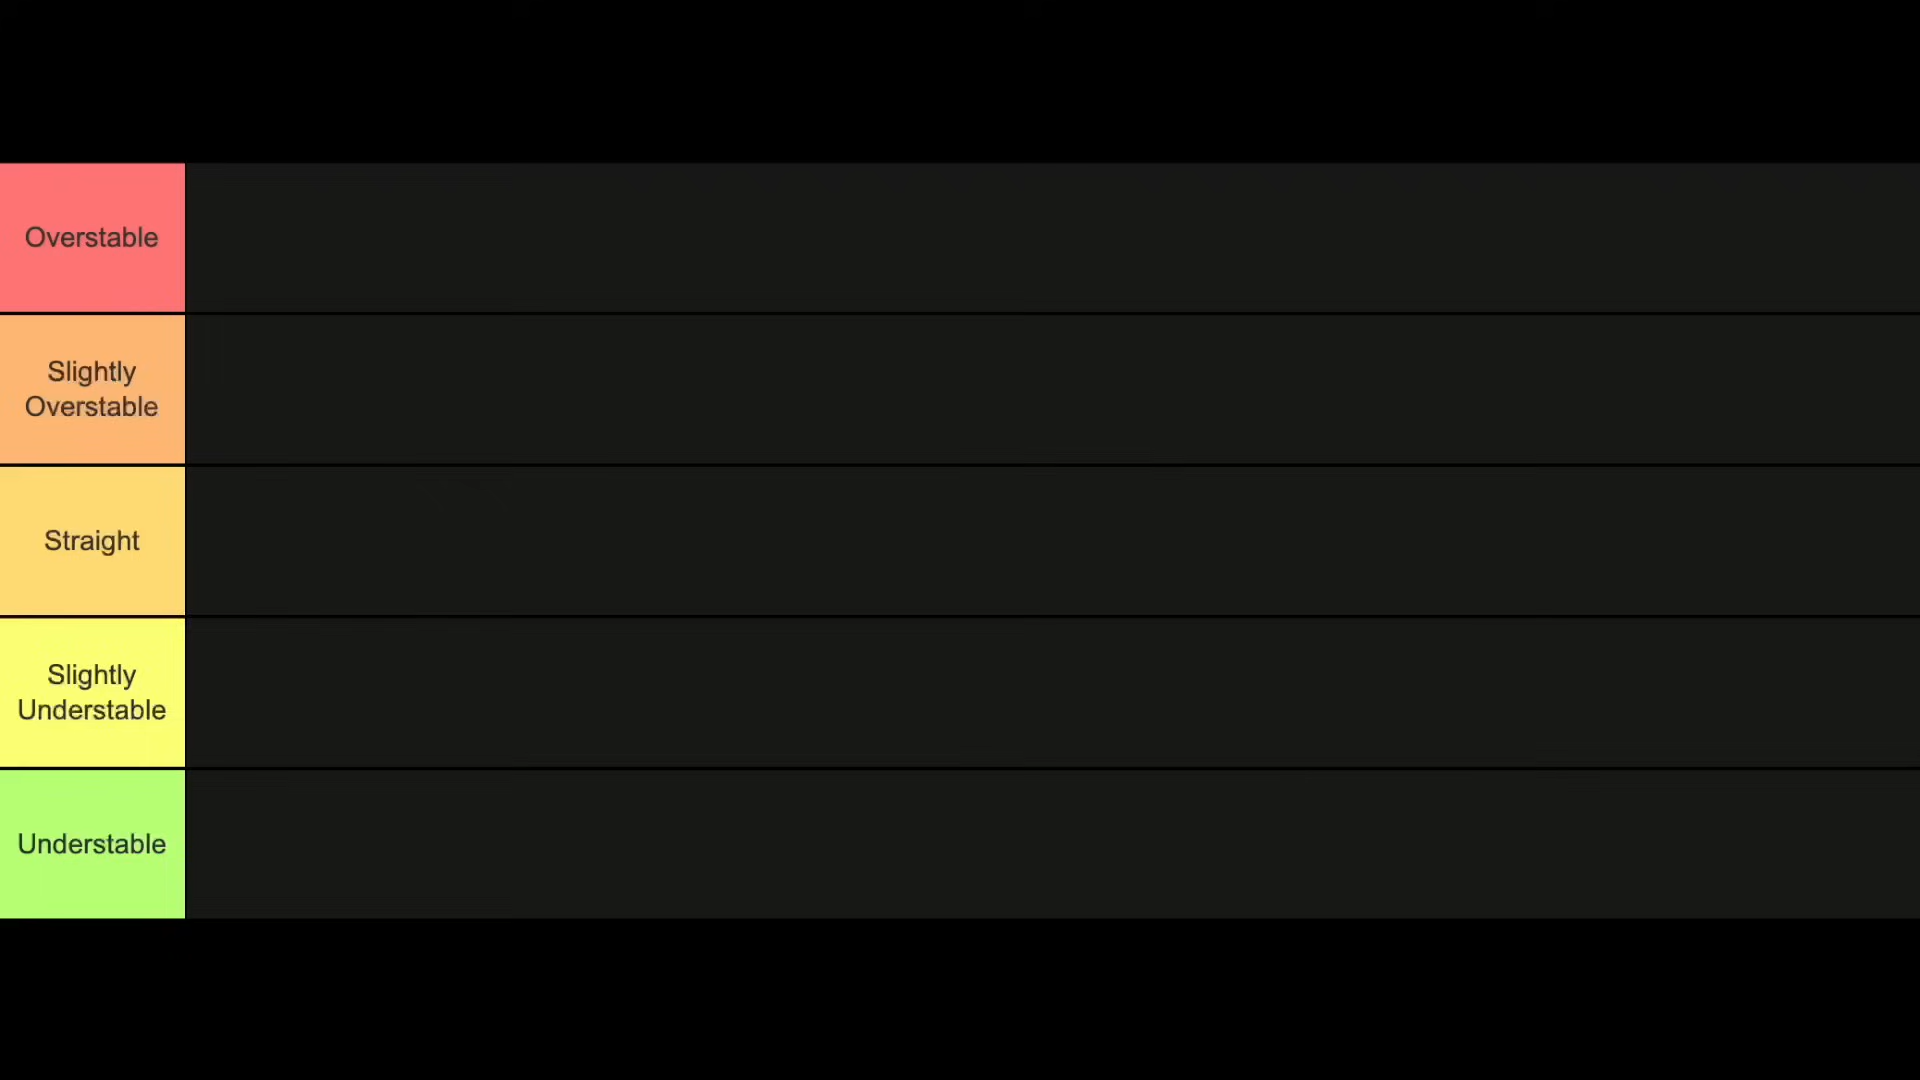 Overstable
Slightly
Overstable
Straight
Slightly
Understable
Understable